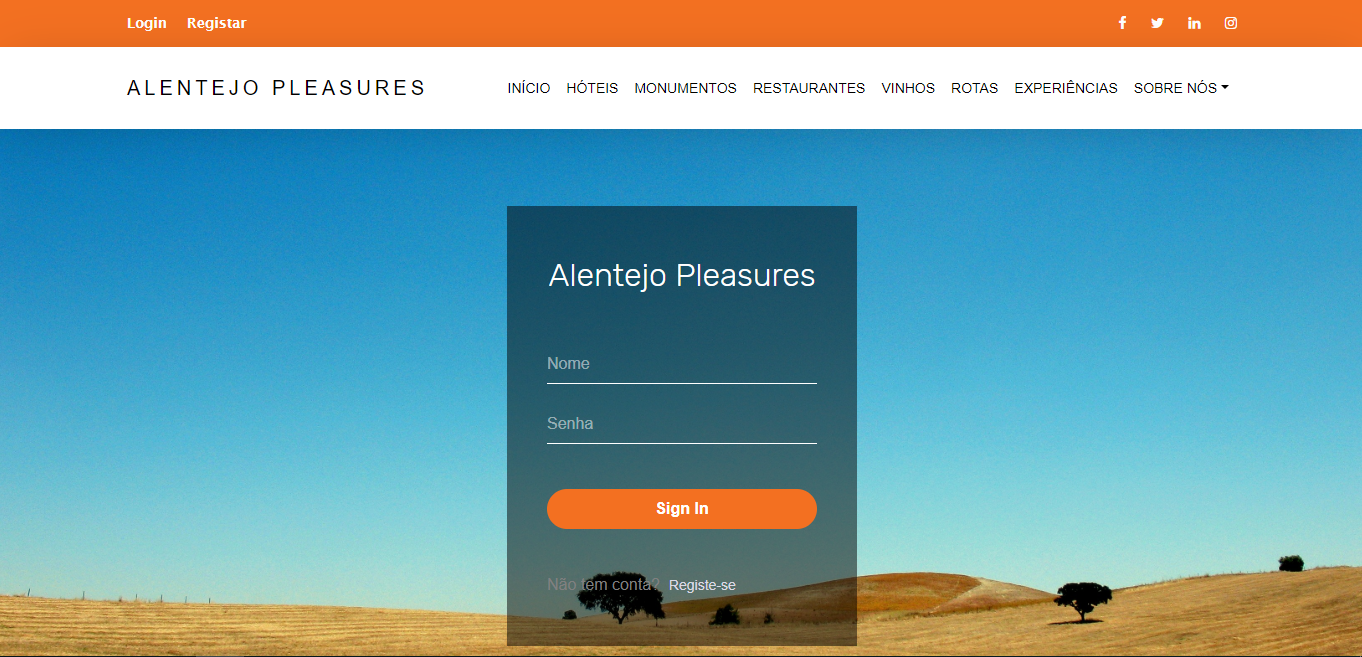 Login Registar
ALENTEJO PLEASURES INÍCIO HÓTEIS MONUMENTOS RESTAURANTES VINHOS ROTAS EXPERIÊNCIAS SOBRE NÓS
Alentejo Pleasures
Nome
Senha
Sign In
Não tem conta? Registe-se